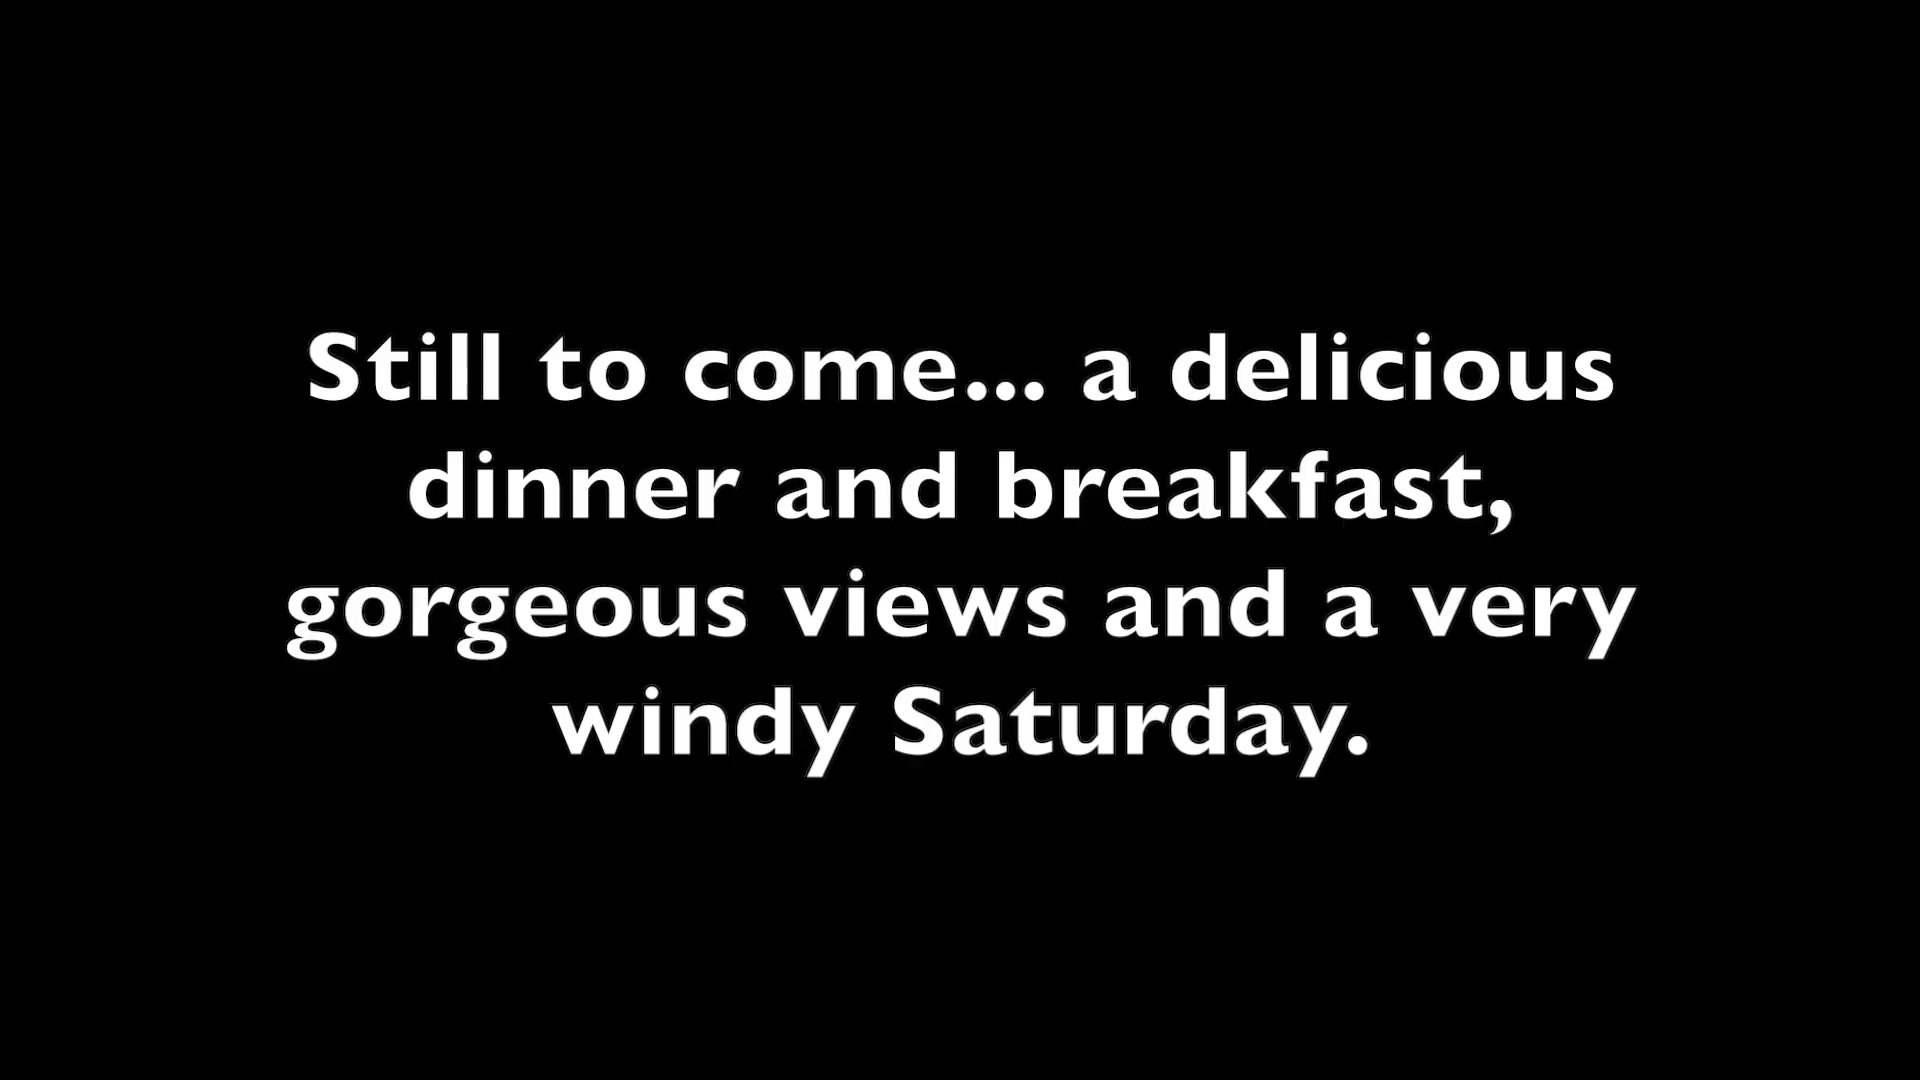 Still to come... a delicious
dinner and breakfast,
gorgeous views and a very
windy Saturday.